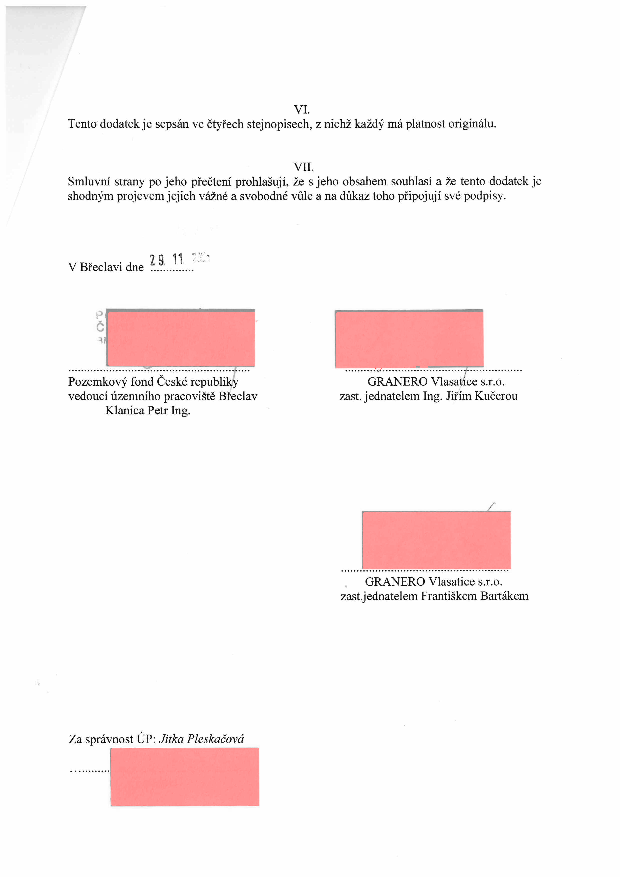 VI.
Tento dodatek je sepsán ve čtyřech stejnopisech, z nichž každý má platnost originálu.
VII.
Smluvní strany po jeho přečtení prohlašují, že s jeho obsahem souhlasí a že tento dodatek je
shodným projevem jejich vážné a svobodné vůle a na důkaz toho připojují své podpisy.
V Břeclavi dne 29. 11
Pozemkový fond České republiky
vedoucí územního pracoviště Břeclav
Klanica Petr Ing.
GRANERO Vlasatice s.r.o.
zast. jednatelem Ing. Jiřím Kučerou
GRANERO Vlasatice s.r.o.
zast.jednatelem Františkem Bartákem
Za správnost ÚP: Jitka Pleskačová